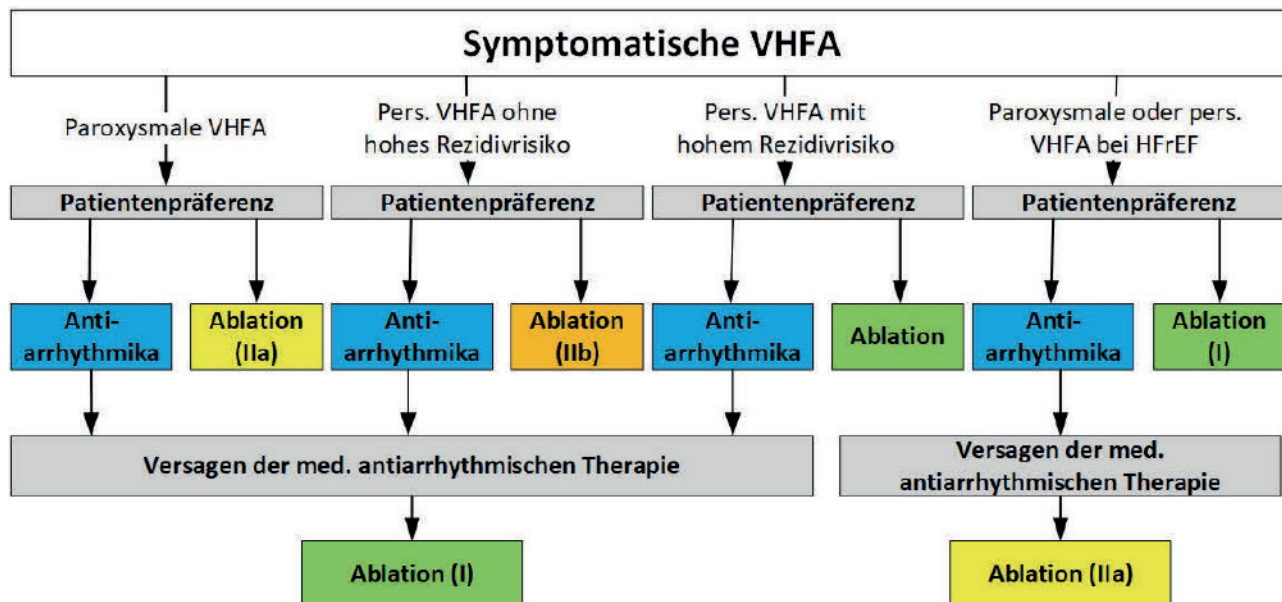 Symptomatische VHFA
Paroxysmale VHFA
Pers. VHFA ohne
hohes Rezidivrisiko
Pers. VHFA mit
hohem Rezidivrisiko
Paroxysmale oder pers.
VHFA bei HFrEF
Patientenpräferenz
Patientenpräferenz
Patientenpräferenz
Patientenpräferenz
Anti-
arrhythmika
Ablation
(IIa)
Anti-
arrhythmika
Ablation
(IIb)
Anti-
arrhythmika
Ablation
Anti-
arrhythmika
Ablation
(I)
Versagen der med. antiarrhythmischen Therapie
Versagen der med.
antiarrhythmischen Therapie
Ablation (I)
Ablation (IIa)